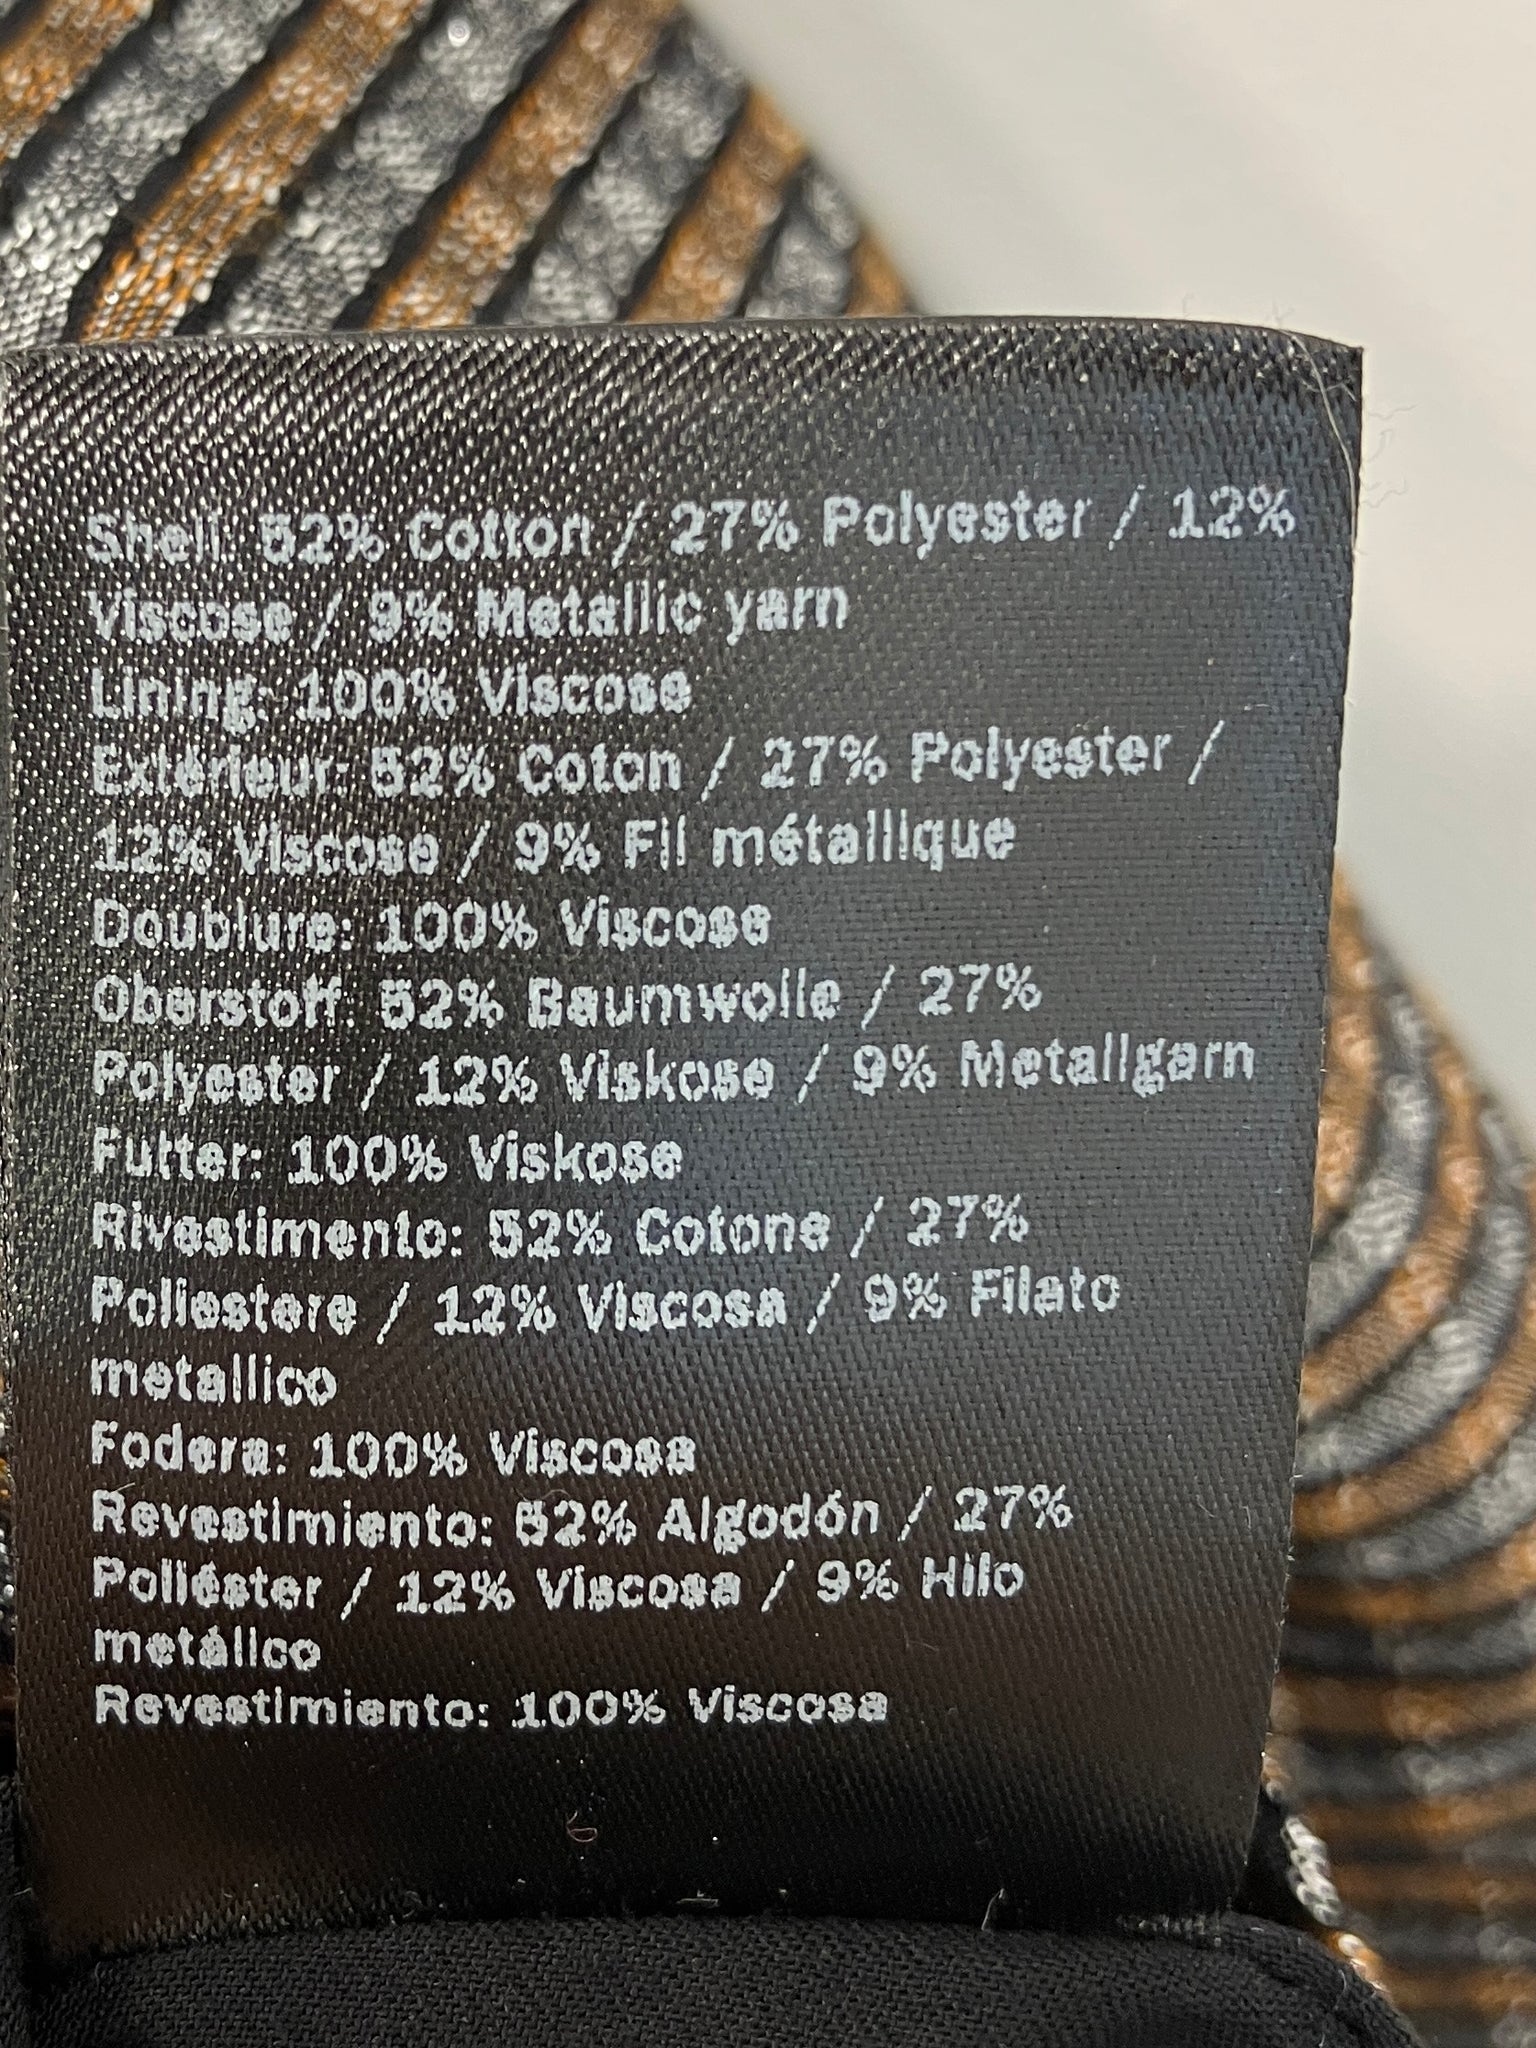 Shell: 52% Cotton / 27% Polyester / 12%
Viscose / 9% Metallic yarn
Lining: 100% Viscose
Extérieur: 52% Coton / 27% Polyester /
12% Viscose / 9% Fil métallique
Doublure: 100% Viscose
Oberstoff: 52% Baumwolle / 27%
Polyester / 12% Viskose / 9% Metallgarn
Futter: 100% Viskose
Rivestimento: 52% Cotone / 27%
Poliestere / 12% Viscosa / 9% Filato
metallico
Fodera: 100% Viscosa
Revestimiento: 52% Algodón / 27%
Poliéster / 12% Viscosa / 9% Hilo
metálico
Revestimiento: 100% Viscosa